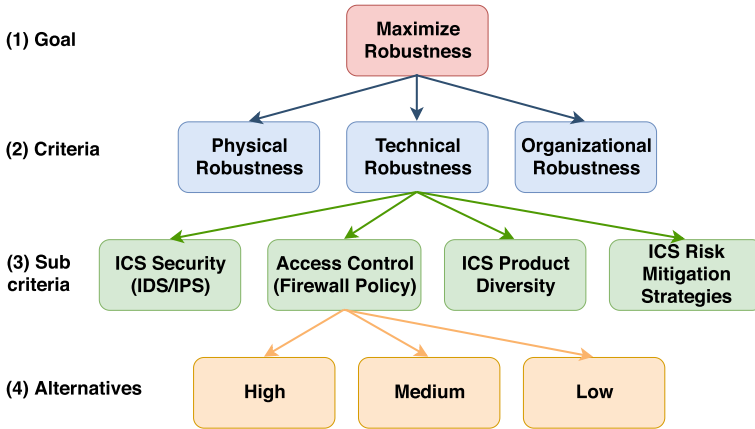 (1) Goal
Maximize
Robustness
(2) Criteria
Physical
Robustness
Technical
Robustness
Organizational
Robustness
(3) Sub
criteria
ICS Security
(IDS/IPS)
Access Control
(Firewall Policy)
ICS Product
Diversity
ICS Risk
Mitigation
Strategies
(4) Alternatives
High
Medium
Low